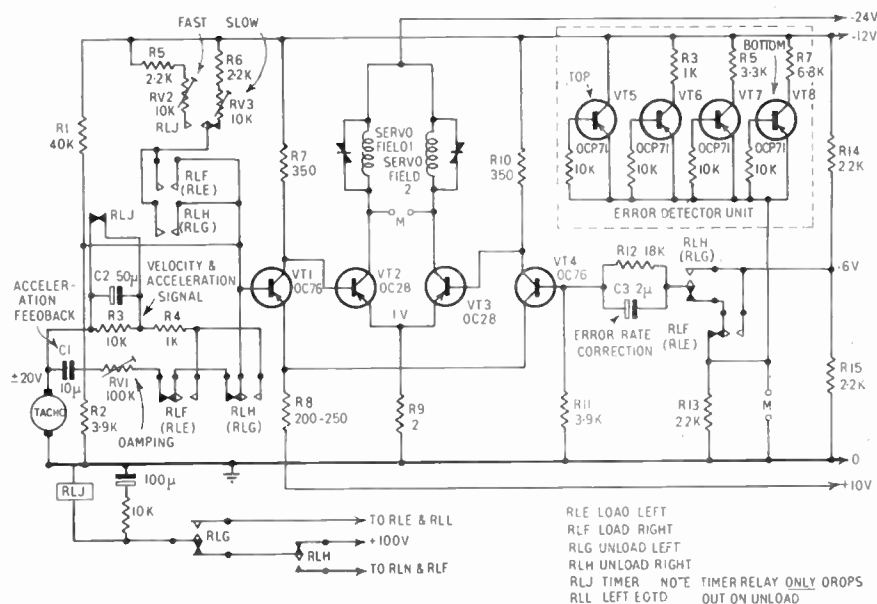 FAST SLOW
-24V
-12V
R5
2·2K
RV2
10K
RLJ
R6
2·2K
RV3
10K
R1
40K
R7
350
SERVO
FIELD 1
SERVO
FIELD
2
M
R10
350
TOP
BOTTOM
R3
1K
R5
3·3K
R7
6·8K
VT5
VT6
VT7
VT8
OCP71
OCP71
OCP71
OCP71
10K
10K
10K
10K
ERROR DETECTOR UNIT
R14
2·2K
RLF
(RLE)
RLH
(RLG)
RLJ
C2 50µ
VELOCITY &
ACCELERATION
SIGNAL
ACCELER-
ATION
FEEDBACK
R3
10K
R4
1K
VT1
OC76
VT2
OC28
VT3
OC28
VT4
OC76
R12 18K
C3 2µ
ERROR RATE
CORRECTION
RLH
(RLG)
-6V
RLF
(RLE)
1V
C1
10µ
±20V
RV1
100K
DAMPING
RLF
(RLE)
RLH
(RLG)
TACHO
R2
3·9K
R8
200-250
R9
2
R11
3·9K
R13
22K
M
R15
2·2K
0
+10V
RLJ
100µ
10K
RLG
TO RLE & RLL
+100V
RLH
TO RLN & RLF
RLE LOAD LEFT
RLF LOAD RIGHT
RLG UNLOAD LEFT
RLH UNLOAD RIGHT
RLJ TIMER NOTE TIMER RELAY ONLY DROPS
RLL LEFT EGTD OUT ON UNLOAD